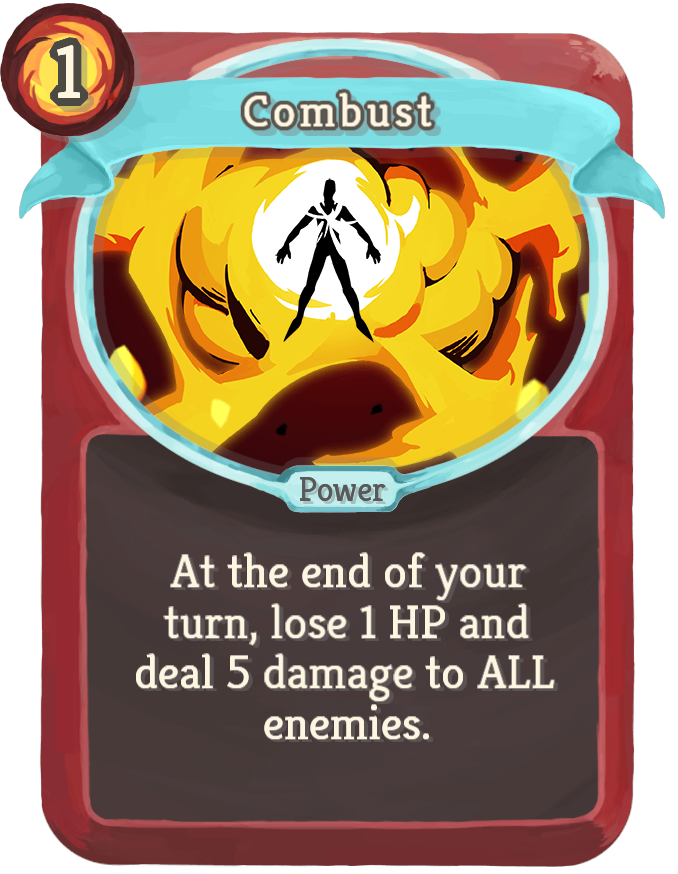 1
Combust
Power
At the end of your
turn, lose 1 HP and
deal 5 damage to ALL
enemies.